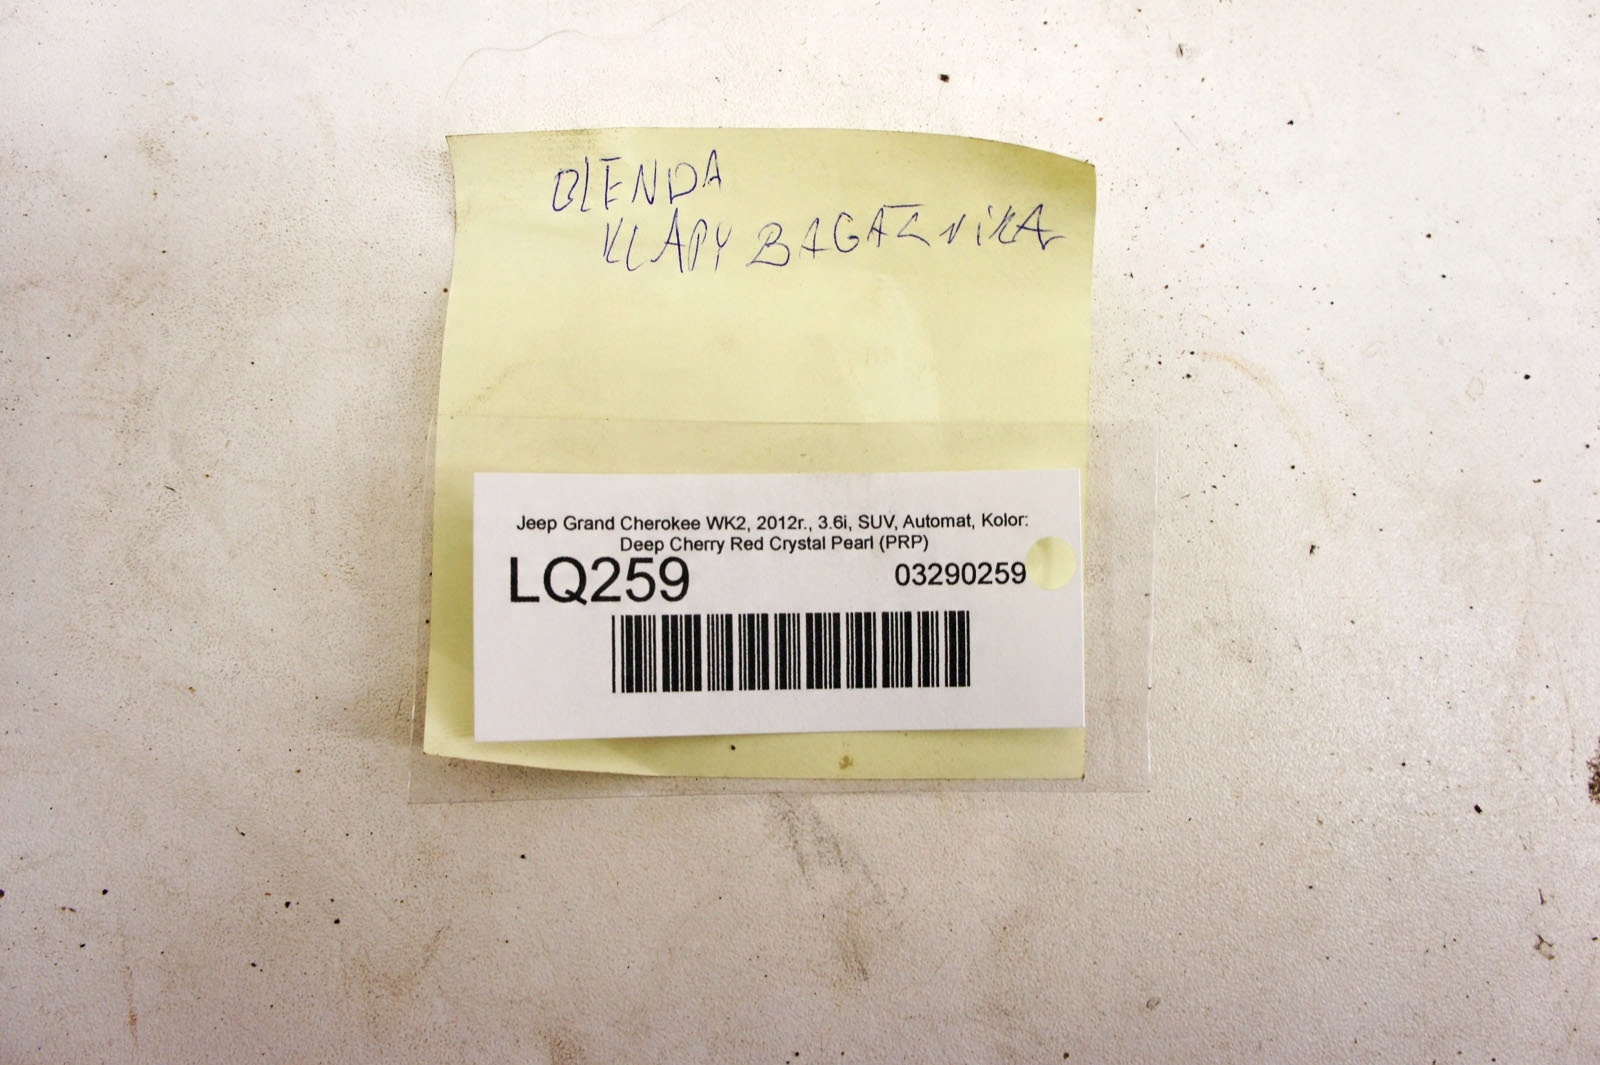 BLENDA
KLAPY BAGAŻNIKA
Jeep Grand Cherokee WK2, 2012r., 3.6i, SUV, Automat, Kolor:
Deep Cherry Red Crystal Pearl (PRP)
LQ259 03290259